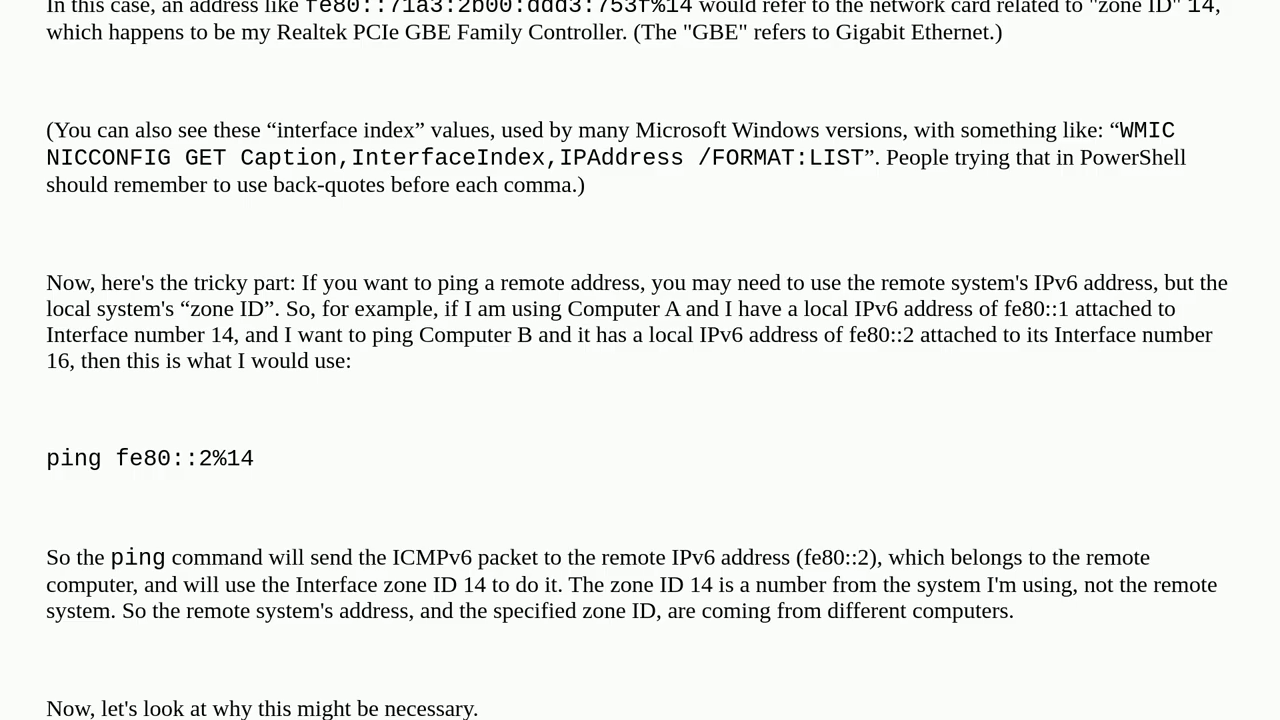 In this case, an address like fe80::71a3:2b00:ddd3:753f%14 would refer to the network card related to "zone ID" 14,
which happens to be my Realtek PCIe GBE Family Controller. (The "GBE" refers to Gigabit Ethernet.)
(You can also see these “interface index” values, used by many Microsoft Windows versions, with something like: “WMIC
NICCONFIG GET Caption,InterfaceIndex,IPAddress /FORMAT:LIST”. People trying that in PowerShell
should remember to use back-quotes before each comma.)
Now, here's the tricky part: If you want to ping a remote address, you may need to use the remote system's IPv6 address, but the
local system's “zone ID”. So, for example, if I am using Computer A and I have a local IPv6 address of fe80::1 attached to
Interface number 14, and I want to ping Computer B and it has a local IPv6 address of fe80::2 attached to its Interface number
16, then this is what I would use:
ping fe80::2%14
So the ping command will send the ICMPv6 packet to the remote IPv6 address (fe80::2), which belongs to the remote
computer, and will use the Interface zone ID 14 to do it. The zone ID 14 is a number from the system I'm using, not the remote
system. So the remote system's address, and the specified zone ID, are coming from different computers.
Now, let's look at why this might be necessary.